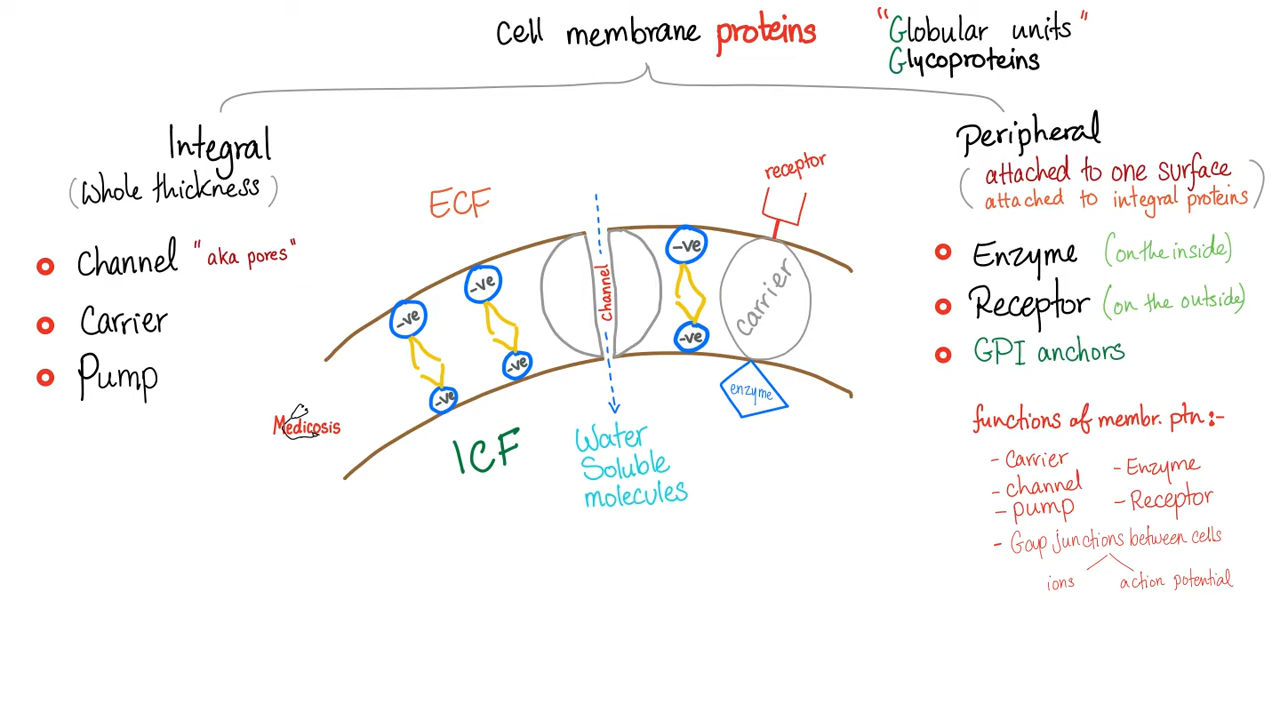 Cell membrane proteins
"Globular units"
Glycoproteins
Integral
(Whole thickness)
Channel "aka pores"
Carrier
Pump
Medicosis
ECF
ICF
-ve
-ve
-ve
-ve
channel
Water
Soluble
molecules
-ve
-ve
receptor
Carrier
enzyme
Peripheral
(attached to one surface
attached to integral proteins)
Enzyme (on the inside)
Receptor (on the outside)
GPI anchors
functions of membr. ptn :-
- Carrier
- channel
- pump
- Enzyme
- Receptor
- Gap junctions between cells
ions
action potential